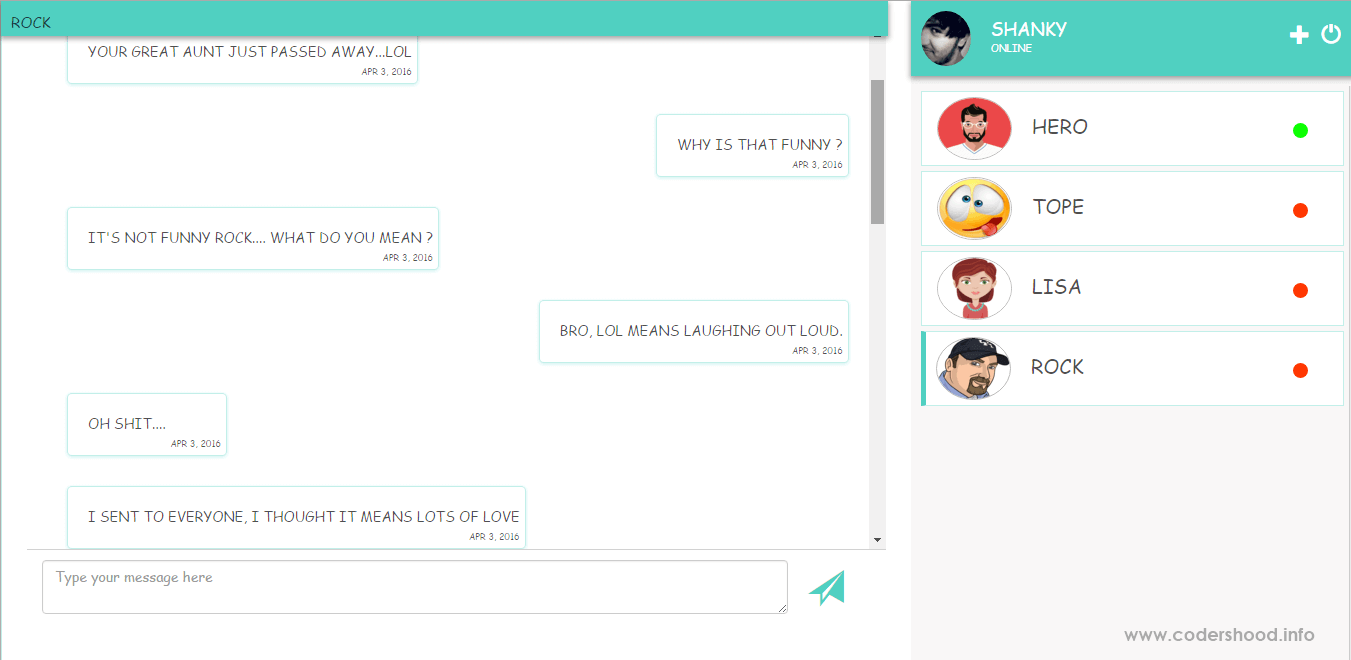 ROCK
YOUR GREAT AUNT JUST PASSED AWAY...LOL
APR 3, 2016
WHY IS THAT FUNNY ?
APR 3, 2016
IT'S NOT FUNNY ROCK.... WHAT DO YOU MEAN ?
APR 3, 2016
BRO, LOL MEANS LAUGHING OUT LOUD.
APR 3, 2016
OH SHIT....
APR 3, 2016
I SENT TO EVERYONE, I THOUGHT IT MEANS LOTS OF LOVE
APR 3, 2016
Type your message here
SHANKY
ONLINE
HERO
TOPE
LISA
ROCK
www.codershood.info